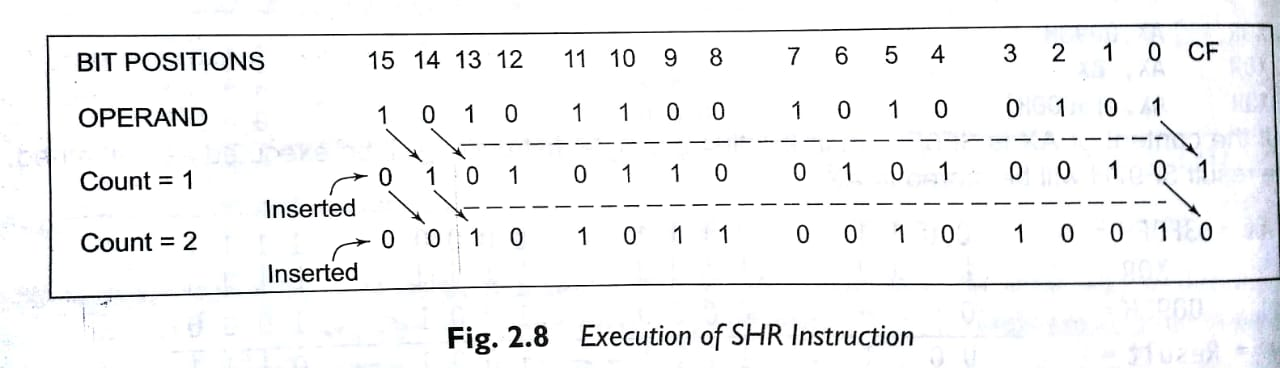 BIT POSITIONS 15 14 13 12 11 10 9 8 7 6 5 4 3 2 1 0 CF
OPERAND 1 0 1 0 1 1 0 0 1 0 1 0 0 1 0 1
Count = 1 0 1 0 1 0 1 1 0 0 1 0 1 0 0 1 0 1
Inserted
Count = 2 0 0 1 0 1 0 1 1 0 0 1 0 1 0 0 1 0
Inserted
Fig. 2.8 Execution of SHR Instruction